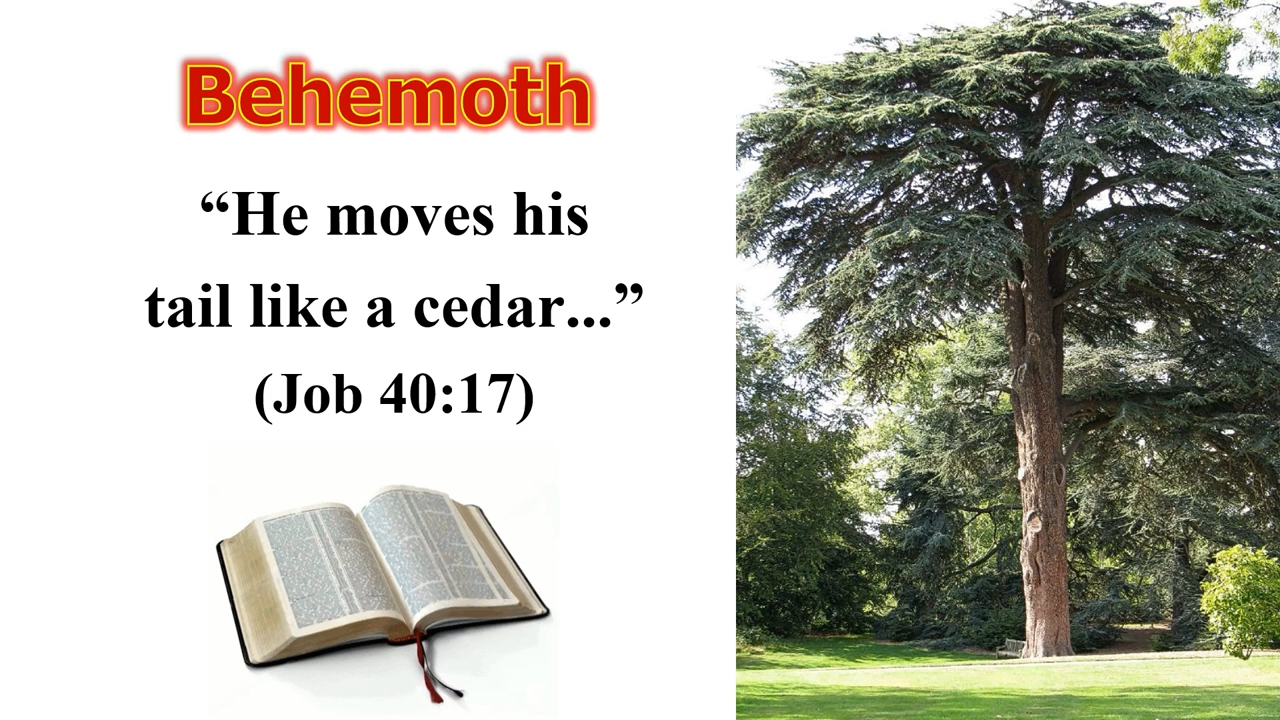 Behemoth
“He moves his
tail like a cedar...”
(Job 40:17)